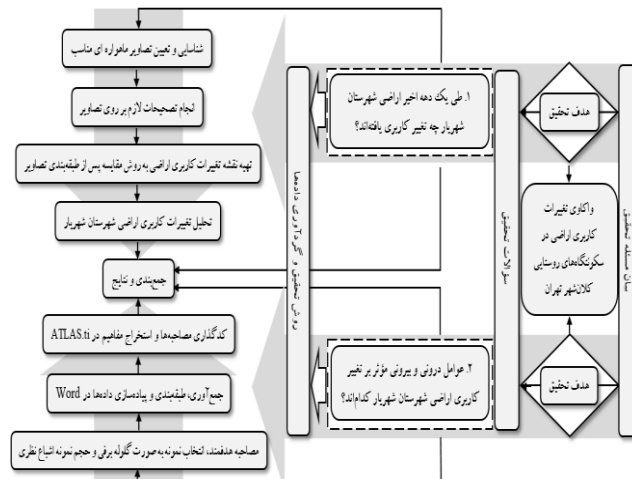 بیان مسئله تحقیق
هدف تحقیق
واکاوی تغییرات
کاربری اراضی در
سکونتگاه‌های روستایی
کلان‌شهر تهران
هدف تحقیق
سؤالات تحقیق
۱. طی یک دهه اخیر اراضی شهرستان
شهریار چه تغییر کاربری یافته‌اند؟
۲. عوامل درونی و بیرونی مؤثر بر تغییر
کاربری اراضی شهرستان شهریار کدام‌اند؟
روش تحقیق و گردآوری داده‌ها
شناسایی و تعیین تصاویر ماهواره ای مناسب
انجام تصحیحات لازم بر روی تصاویر
تهیه نقشه تغییرات کاربری اراضی به روش مقایسه پس از طبقه‌بندی تصاویر
تحلیل تغییرات کاربری اراضی شهرستان شهریار
جمع‌بندی و نتایج
کدگذاری مصاحبه‌ها و استخراج مفاهیم در ATLAS.ti
جمع‌آوری، طبقه‌بندی و پیاده‌سازی داده‌ها در Word
مصاحبه هدفمند، انتخاب نمونه به صورت گلوله برفی و حجم نمونه اشباع نظری